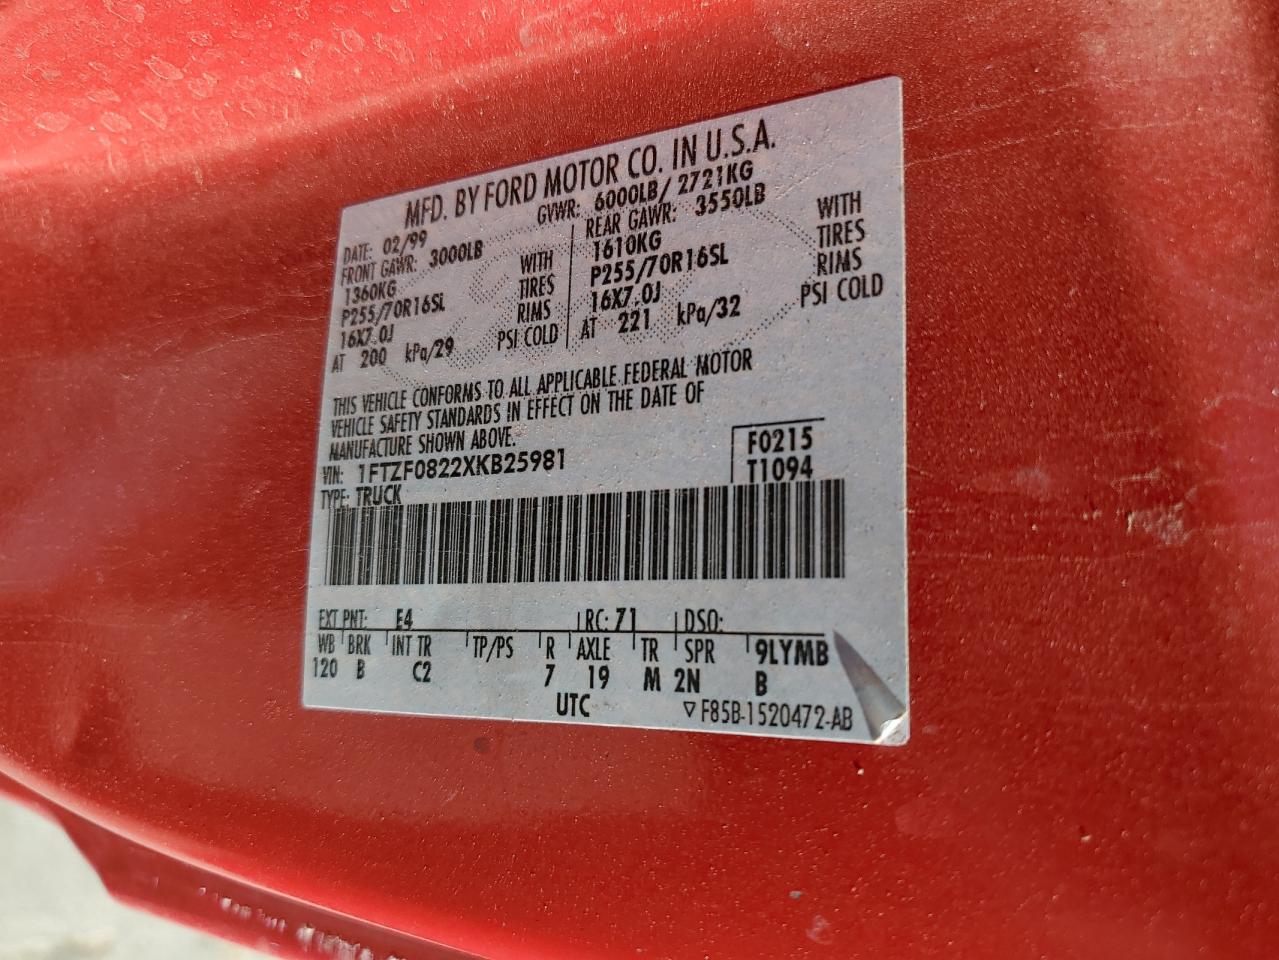 MFD. BY FORD MOTOR CO. IN U.S.A.
DATE: 02/99 GVWR: 6000LB/ 2721KG
FRONT GAWR: 3000LB REAR GAWR: 3550LB
1360KG WITH 1610KG WITH
P255/70R16SL TIRES P255/70R16SL TIRES
16X7.0J RIMS 16X7.0J RIMS
AT 200 kPa/29 PSI COLD AT 221 kPa/32 PSI COLD
THIS VEHICLE CONFORMS TO ALL APPLICABLE FEDERAL MOTOR
VEHICLE SAFETY STANDARDS IN EFFECT ON THE DATE OF
MANUFACTURE SHOWN ABOVE.
VIN: 1FTZF0822XKB25981 F0215
TYPE: TRUCK T1094
EXT PNT: E4 RC: 71 DSO:
WB BRK INT TR TP/PS R AXLE TR SPR 9LYMB
120 B C2 7 19 M 2N B
UTC ▽ F85B-1520472-AB